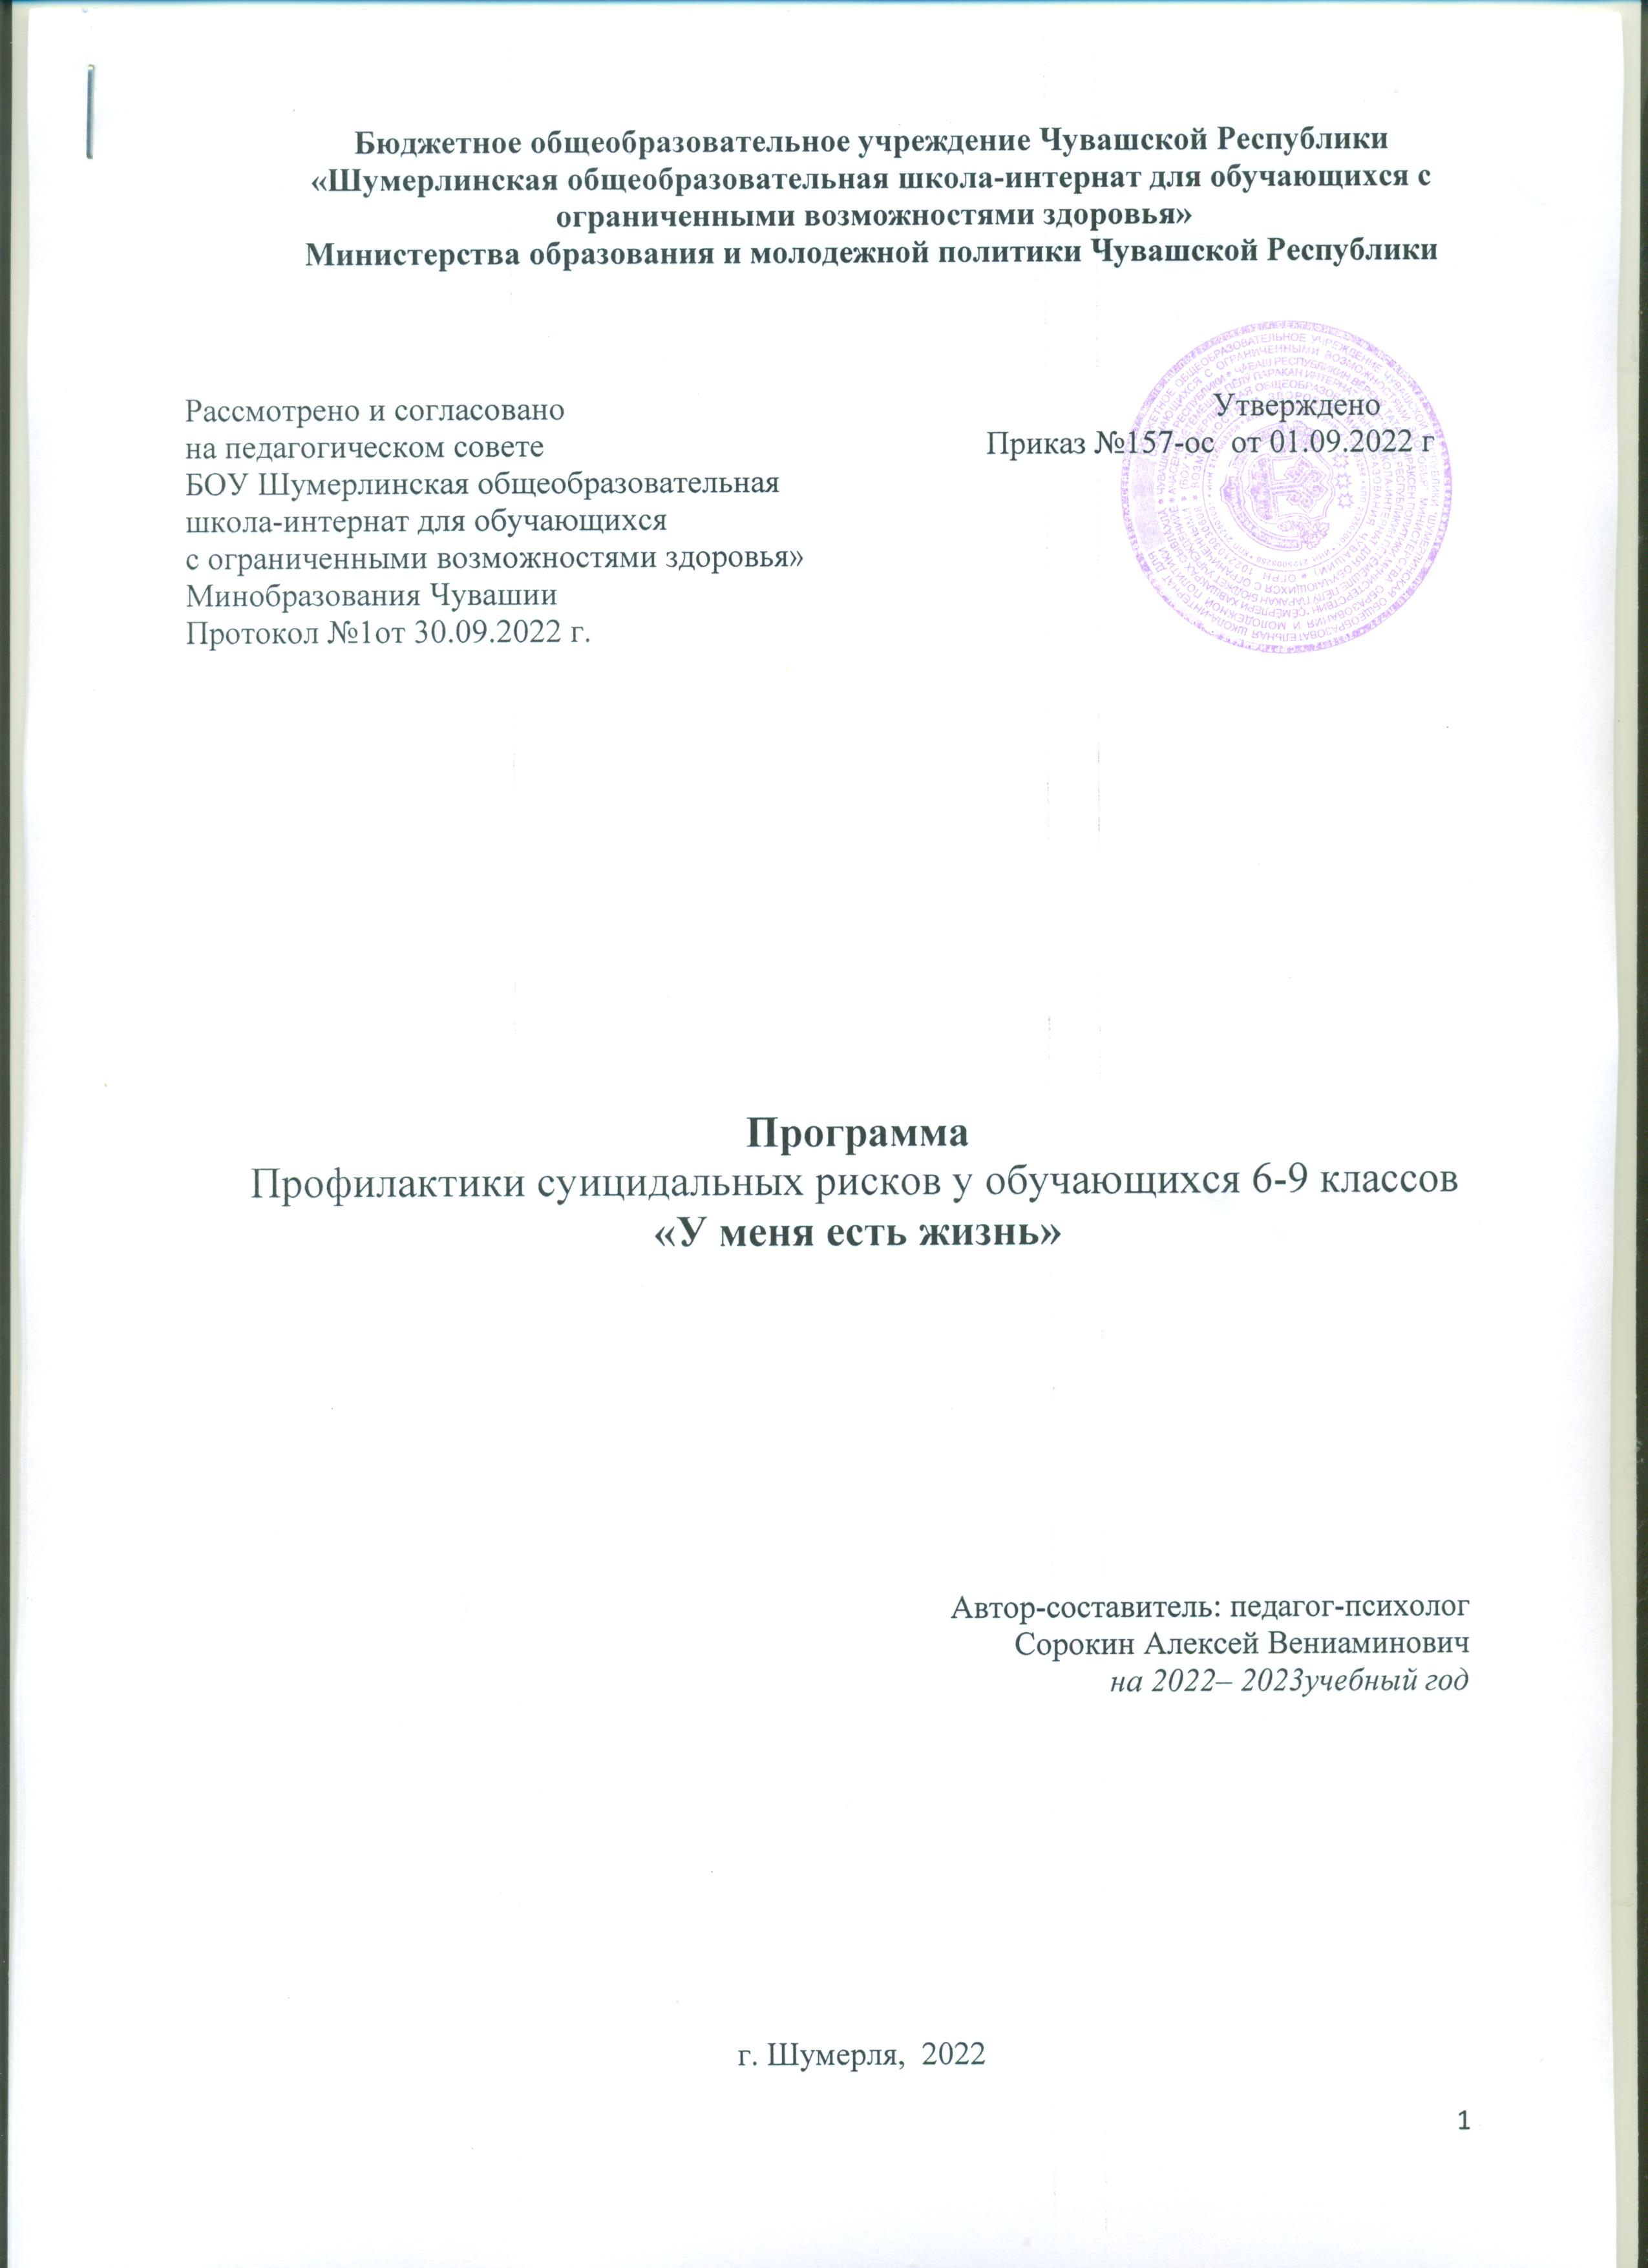 Бюджетное общеобразовательное учреждение Чувашской Республики
«Шумерлинская общеобразовательная школа-интернат для обучающихся с
ограниченными возможностями здоровья»
Министерства образования и молодежной политики Чувашской Республики
Рассмотрено и согласовано
на педагогическом совете
БОУ Шумерлинская общеобразовательная
школа-интернат для обучающихся
с ограниченными возможностями здоровья»
Минобразования Чувашии
Протокол №1от 30.09.2022 г.
Утверждено
Приказ №157-ос от 01.09.2022 г
Программа
Профилактики суицидальных рисков у обучающихся 6-9 классов
«У меня есть жизнь»
Автор-составитель: педагог-психолог
Сорокин Алексей Вениаминович
на 2022– 2023учебный год
г. Шумерля, 2022
1